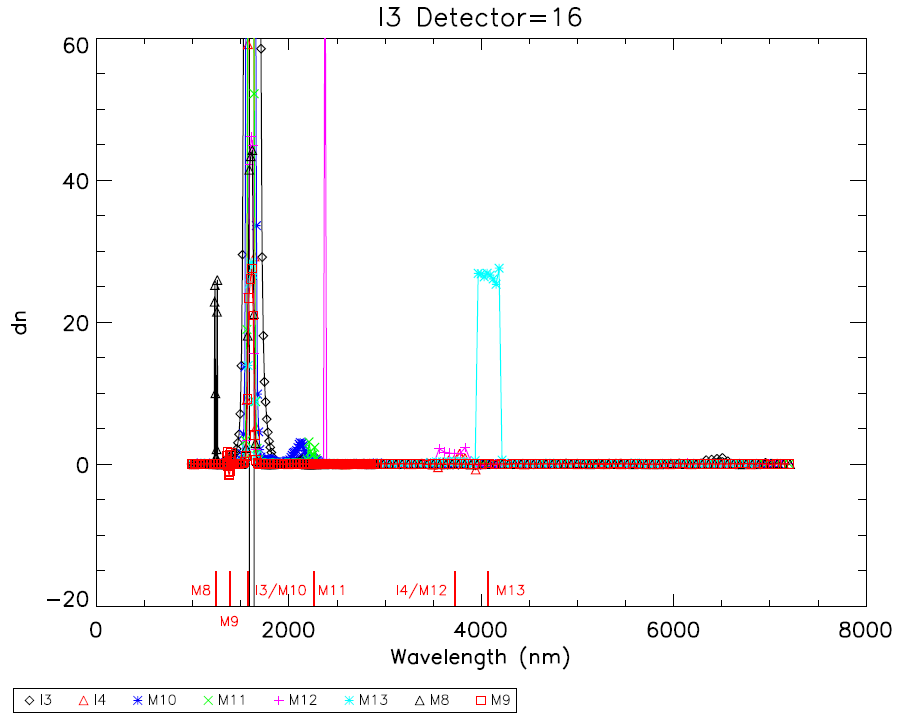 I3 Detector=16
60
40
20
0
-20
dn
M8
M9
I3/M10
M11
I4/M12
M13
0 2000 4000 6000 8000
Wavelength (nm)
I3 I4 M10 M11 M12 M13 M8 M9